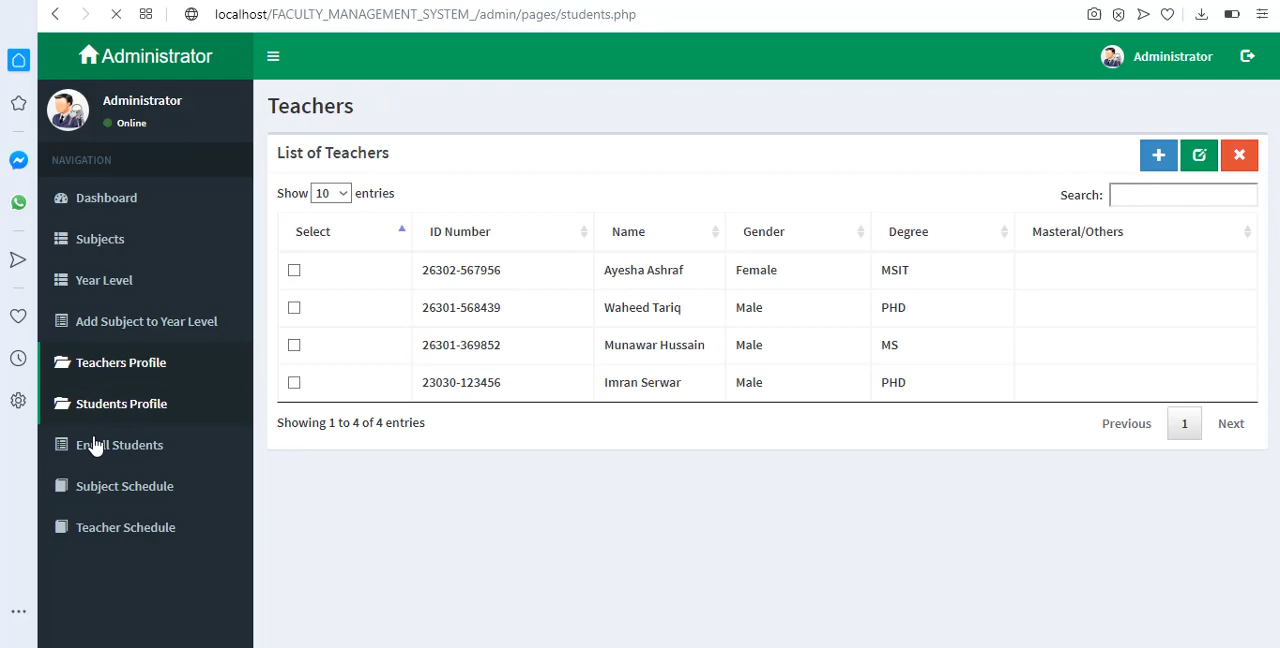 localhost/FACULTY_MANAGEMENT_SYSTEM_/admin/pages/students.php
Administrator
Administrator
Administrator
Online
NAVIGATION
Dashboard
Subjects
Year Level
Add Subject to Year Level
Teachers Profile
Students Profile
Students
Subject Schedule
Teacher Schedule
Teachers
List of Teachers
Show 10 entries
Search:
Select ID Number Name Gender Degree Masteral/Others
26302-567956 Ayesha Ashraf Female MSIT
26301-568439 Waheed Tariq Male PHD
26301-369852 Munawar Hussain Male MS
23030-123456 Imran Serwar Male PHD
Showing 1 to 4 of 4 entries
Previous 1 Next